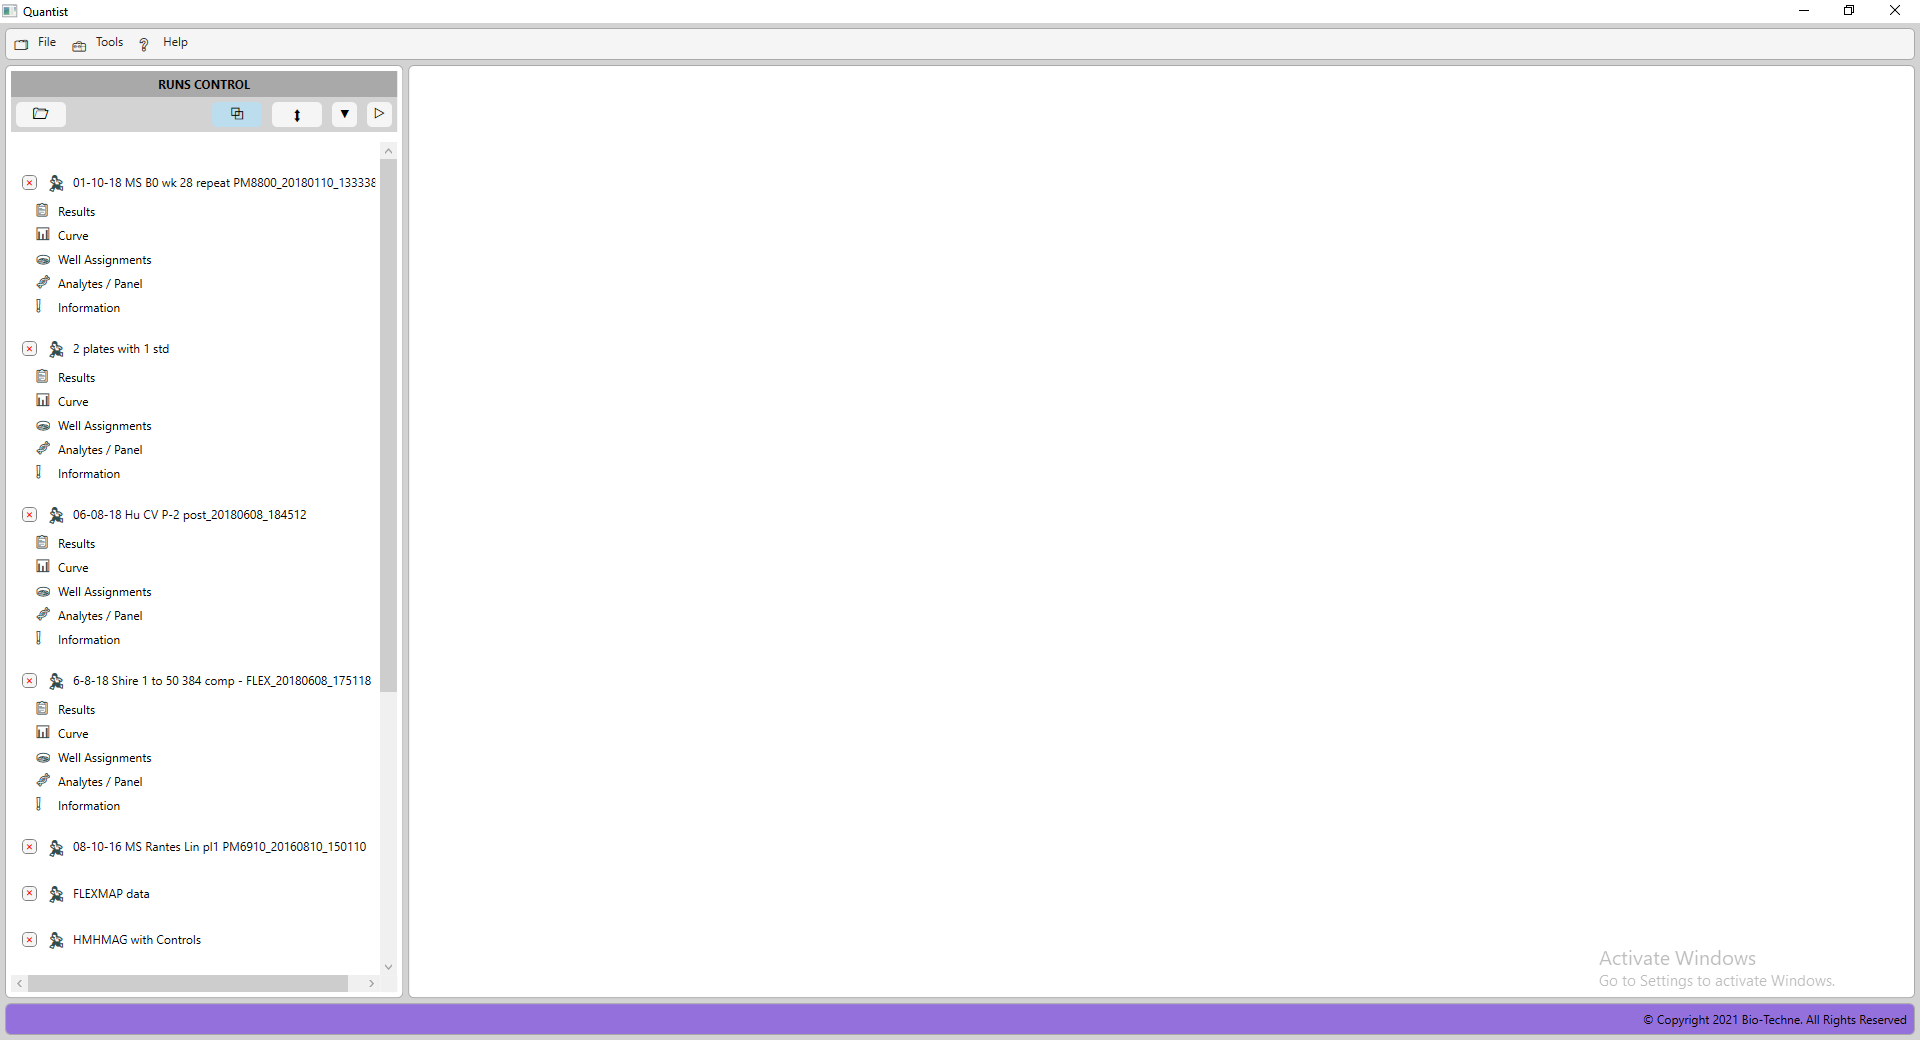 Quantist
File Tools Help
RUNS CONTROL
01-10-18 MS B0 wk 28 repeat PM8800_20180110_133338
Results
Curve
Well Assignments
Analytes / Panel
Information
2 plates with 1 std
Results
Curve
Well Assignments
Analytes / Panel
Information
06-08-18 Hu CV P-2 post_20180608_184512
Results
Curve
Well Assignments
Analytes / Panel
Information
6-8-18 Shire 1 to 50 384 comp - FLEX_20180608_175118
Results
Curve
Well Assignments
Analytes / Panel
Information
08-10-16 MS Rantes Lin pl1 PM6910_20160810_150110
FLEXMAP data
HMHMAG with Controls
Activate Windows
Go to Settings to activate Windows.
© Copyright 2021 Bio-Techne. All Rights Reserved